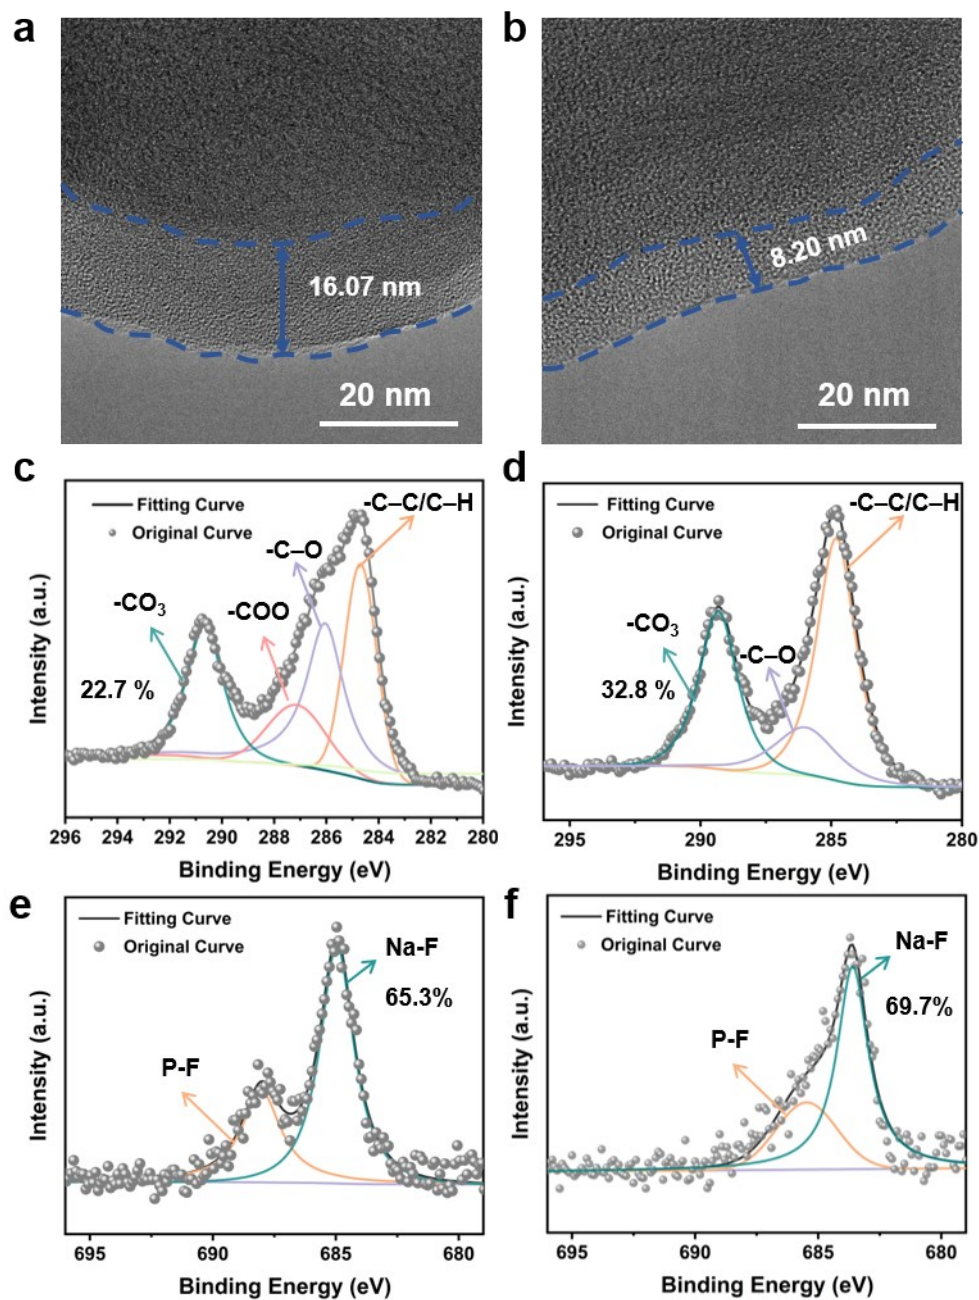 a
16.07 nm
20 nm
b
8.20 nm
20 nm
c
Fitting Curve
Original Curve
-C–C/C–H
-C–O
-COO
-CO₃
22.7 %
Intensity (a.u.)
296 294 292 290 288 286 284 282 280
Binding Energy (eV)
d
Fitting Curve
Original Curve
-C–C/C–H
-CO₃
-C–O
32.8 %
Intensity (a.u.)
295 290 285 280
Binding Energy (eV)
e
Fitting Curve
Original Curve
Na-F
65.3%
P-F
Intensity (a.u.)
695 690 685 680
Binding Energy (eV)
f
Fitting Curve
Original Curve
Na-F
69.7%
P-F
Intensity (a.u.)
695 690 685 680
Binding Energy (eV)